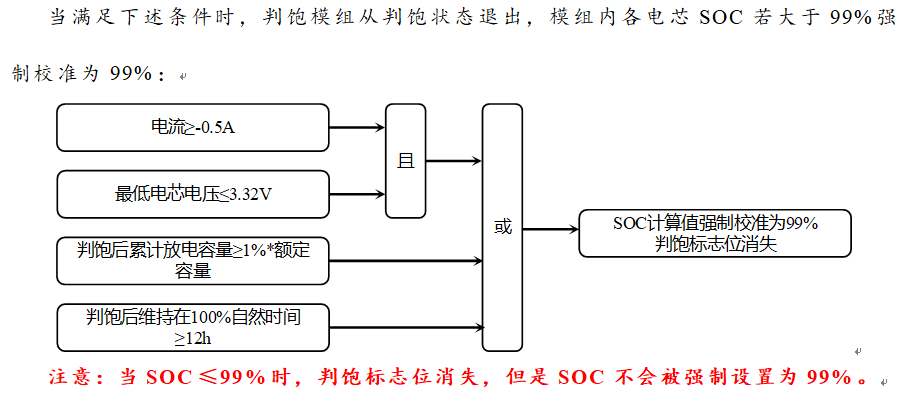 当满足下述条件时，判饱模组从判饱状态退出，模组内各电芯 SOC 若大于 99%强
制校准为 99%：
电流≥-0.5A
且
最低电芯电压≤3.32V
或
SOC计算值强制校准为99%
判饱标志位消失
判饱后累计放电容量≥1%*额定
容量
判饱后维持在100%自然时间
≥12h
注意：当 SOC ≤99%时，判饱标志位消失，但是 SOC 不会被强制设置为 99%。